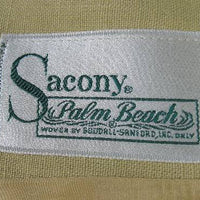 Sacony®
Palm Beach
WOVEN BY GOODALL-SANFORD, INC. ONLY